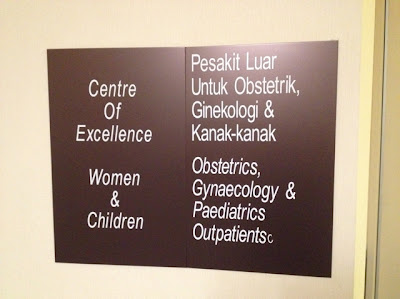 Centre
Of
Excellence
Women
&
Children
Pesakit Luar
Untuk Obstetrik,
Ginekologi &
Kanak-kanak
Obstetrics,
Gynaecology &
Paediatrics
Outpatients